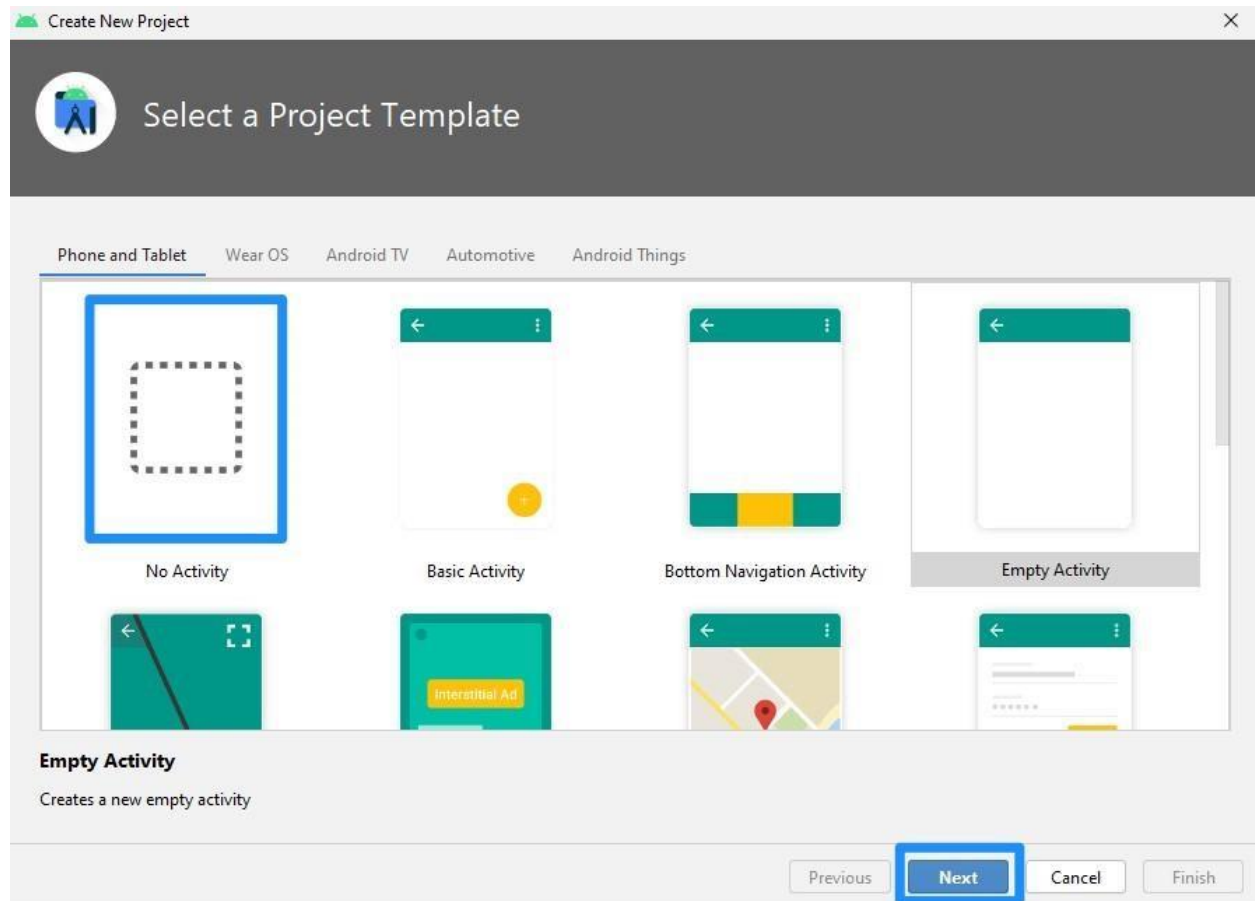 Create New Project
Select a Project Template
Phone and Tablet Wear OS Android TV Automotive Android Things
No Activity Basic Activity Bottom Navigation Activity Empty Activity
Interstitial Ad
Empty Activity
Creates a new empty activity
Previous Next Cancel Finish